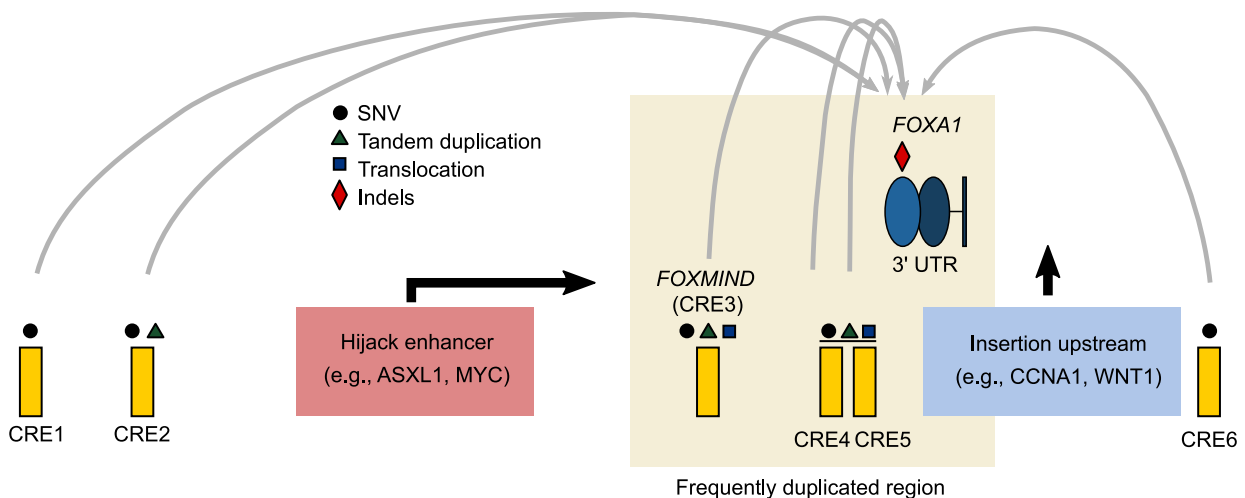 SNV
Tandem duplication
Translocation
Indels
FOXA1
3' UTR
FOXMIND
(CRE3)
Hijack enhancer
(e.g., ASXL1, MYC)
Insertion upstream
(e.g., CCNA1, WNT1)
CRE1
CRE2
CRE4
CRE5
CRE6
Frequently duplicated region